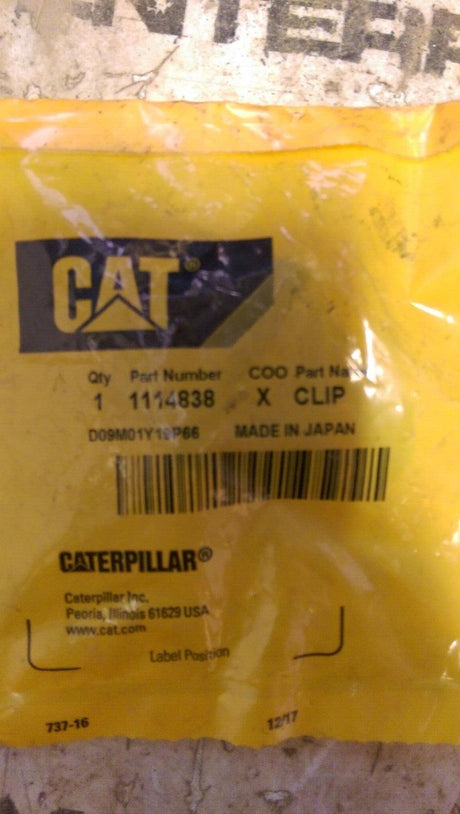 CAT®
Qty Part Number COO Part
1 1114838 X CLIP
MADE IN JAPAN
CATERPILLAR®
Caterpillar Inc.
Peoria, Illinois 61629 USA
www.cat.com
Label Position
737-16 12/17